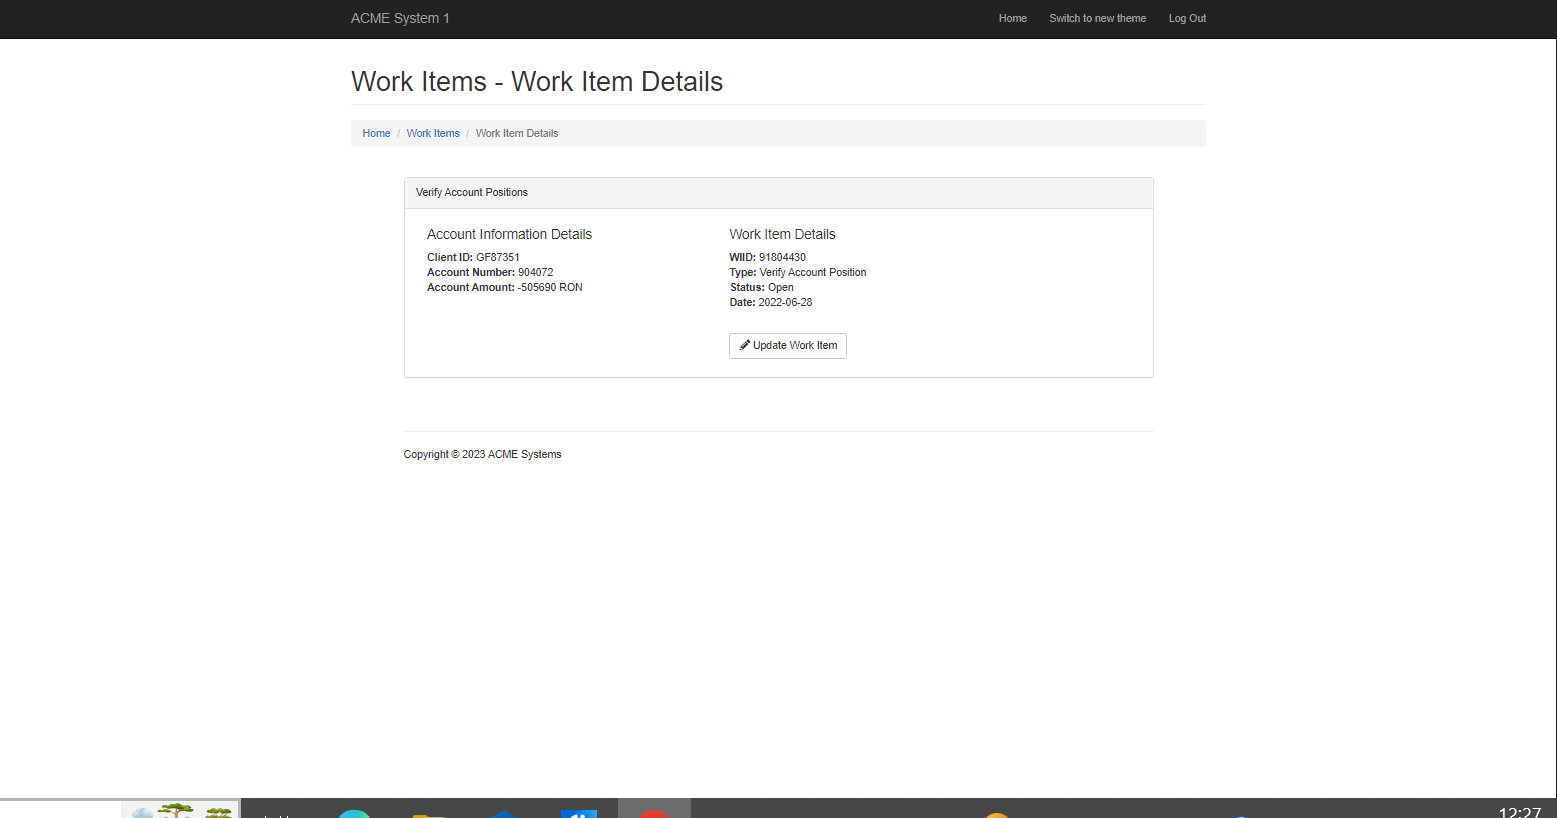 ACME System 1
Home
Switch to new theme
Log Out
Work Items - Work Item Details
Home / Work Items / Work Item Details
Verify Account Positions
Account Information Details
Client ID: GF87351
Account Number: 904072
Account Amount: -505690 RON
Work Item Details
WIID: 91804430
Type: Verify Account Position
Status: Open
Date: 2022-06-28
Update Work Item
Copyright © 2023 ACME Systems
12:27